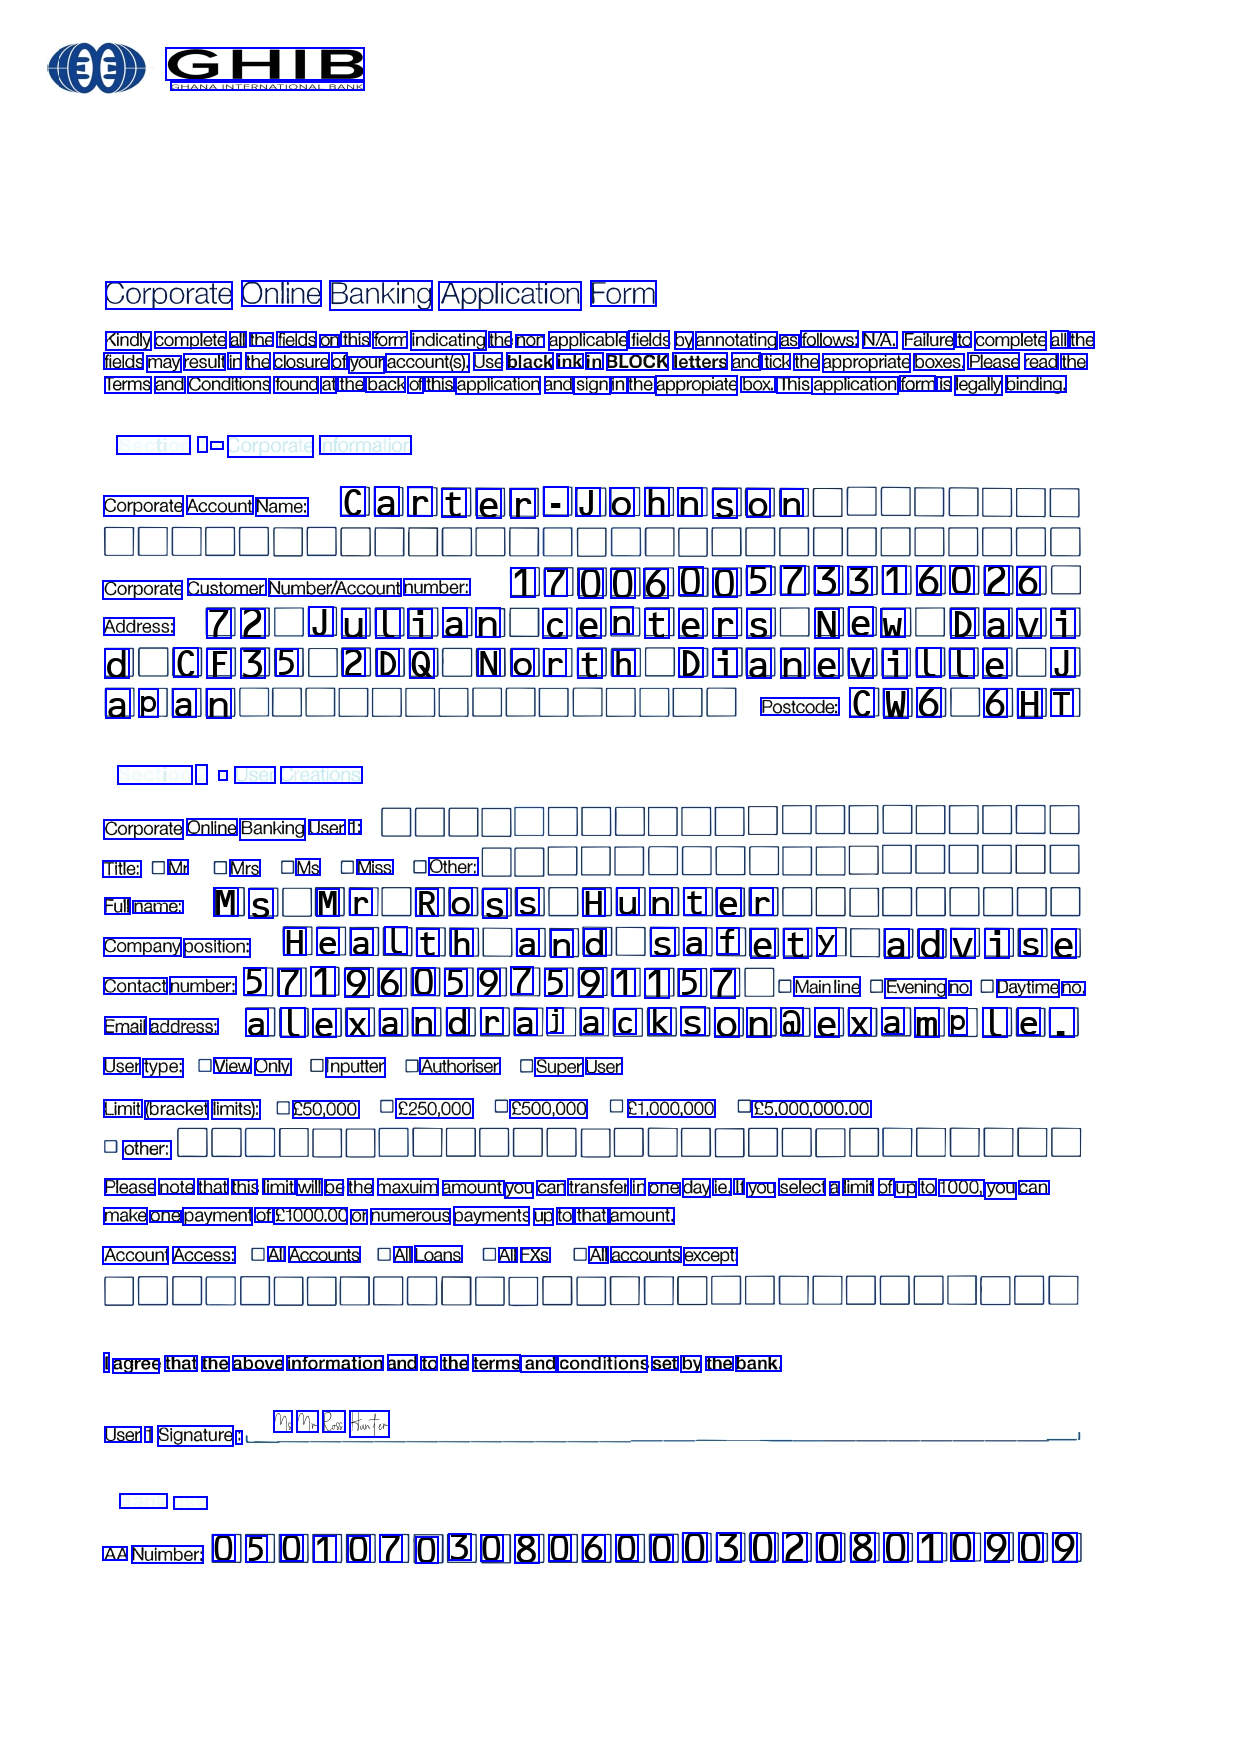 GHIB
GHANA INTERNATIONAL BANK
Corporate Online Banking Application Form
Kindly complete all the fields on this form indicating the non applicable fields by annotating as follows: N/A. Failure to complete all the
fields may result in the closure of your account(s). Use black ink in BLOCK letters and tick the appropriate boxes. Please read the
Terms and Conditions found at the back of this application and sign in the appropiate box. This application form is legally binding.
Section - Corporate Information
Corporate Account Name: Carter-Johnson
Corporate Customer Number/Account number: 1700600573316026
Address: 72 Julian centers New Davi
d CF35 2DQ North Dianeville J
apan Postcode: CW6 6HT
Section - User Creations
Corporate Online Banking User 1:
Title: Mr Mrs Ms Miss Other:
Full name: Ms Mr Ross Hunter
Company position: Health and safety advise
Contact number: 571960597591157 Main line Evening no. Daytime no.
Email address: alexandrajackson@example.
User type: View Only Inputter Authoriser Super User
Limit (bracket limits): £50,000 £250,000 £500,000 £1,000,000 £5,000,000.00
other:
Please note that this limit will be the maxuim amount you can transfer in one day ie. If you select a limit of up to 1000, you can
make one payment of £1000.00 or numerous payments up to that amount.
Account Access: All Accounts All Loans All FXs All accounts except
I agree that the above information and to the terms and conditions set by the bank.
User 1 Signature : Ms Mr Ross Hunter
AA Nuimber: 05010703080600030208010909